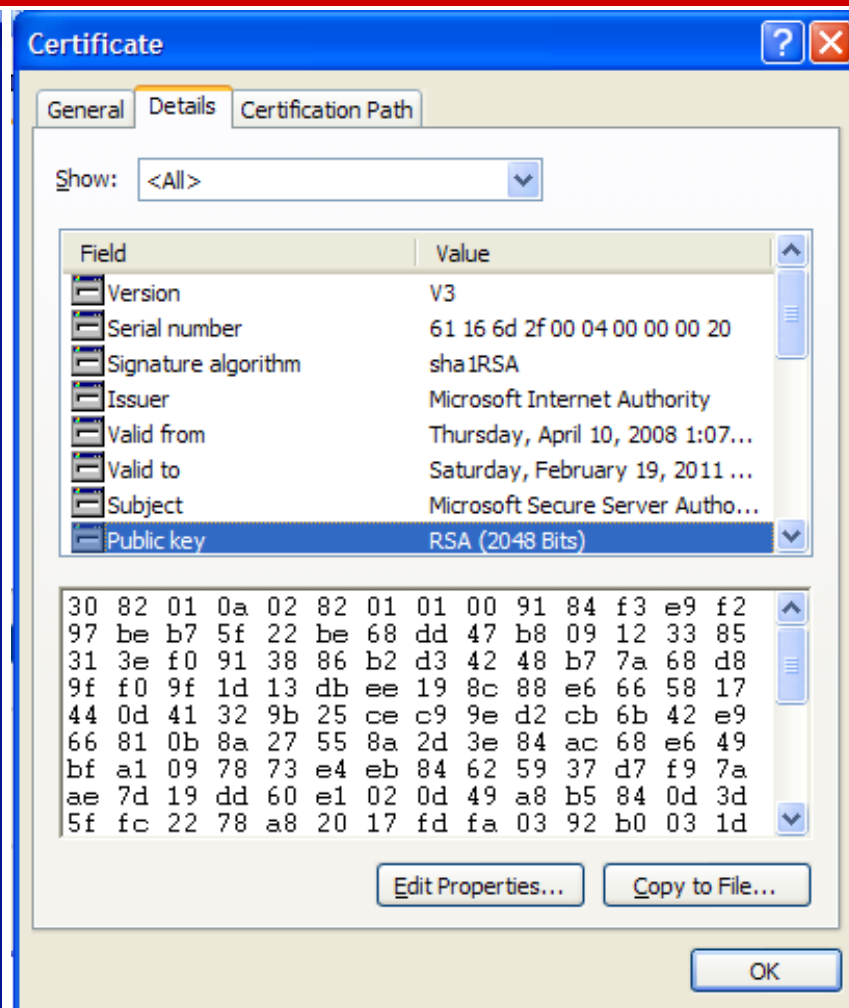 Certificate
General Details Certification Path
Show: <All>
Field Value
Version V3
Serial number 61 16 6d 2f 00 04 00 00 00 20
Signature algorithm sha1RSA
Issuer Microsoft Internet Authority
Valid from Thursday, April 10, 2008 1:07...
Valid to Saturday, February 19, 2011 ...
Subject Microsoft Secure Server Autho...
Public key RSA (2048 Bits)
30 82 01 0a 02 82 01 01 00 91 84 f3 e9 f2
97 be b7 5f 22 be 68 dd 47 b8 09 12 33 85
31 3e f0 91 38 86 b2 d3 42 48 b7 7a 68 d8
9f f0 9f 1d 13 db ee 19 8c 88 e6 66 58 17
44 0d 41 32 9b 25 ce c9 9e d2 cb 6b 42 e9
66 81 0b 8a 27 55 8a 2d 3e 84 ac 68 e6 49
bf a1 09 78 73 e4 eb 84 62 59 37 d7 f9 7a
ae 7d 19 dd 60 e1 02 0d 49 a8 b5 84 0d 3d
5f fc 22 78 a8 20 17 fd fa 03 92 b0 03 1d
Edit Properties... Copy to File...
OK